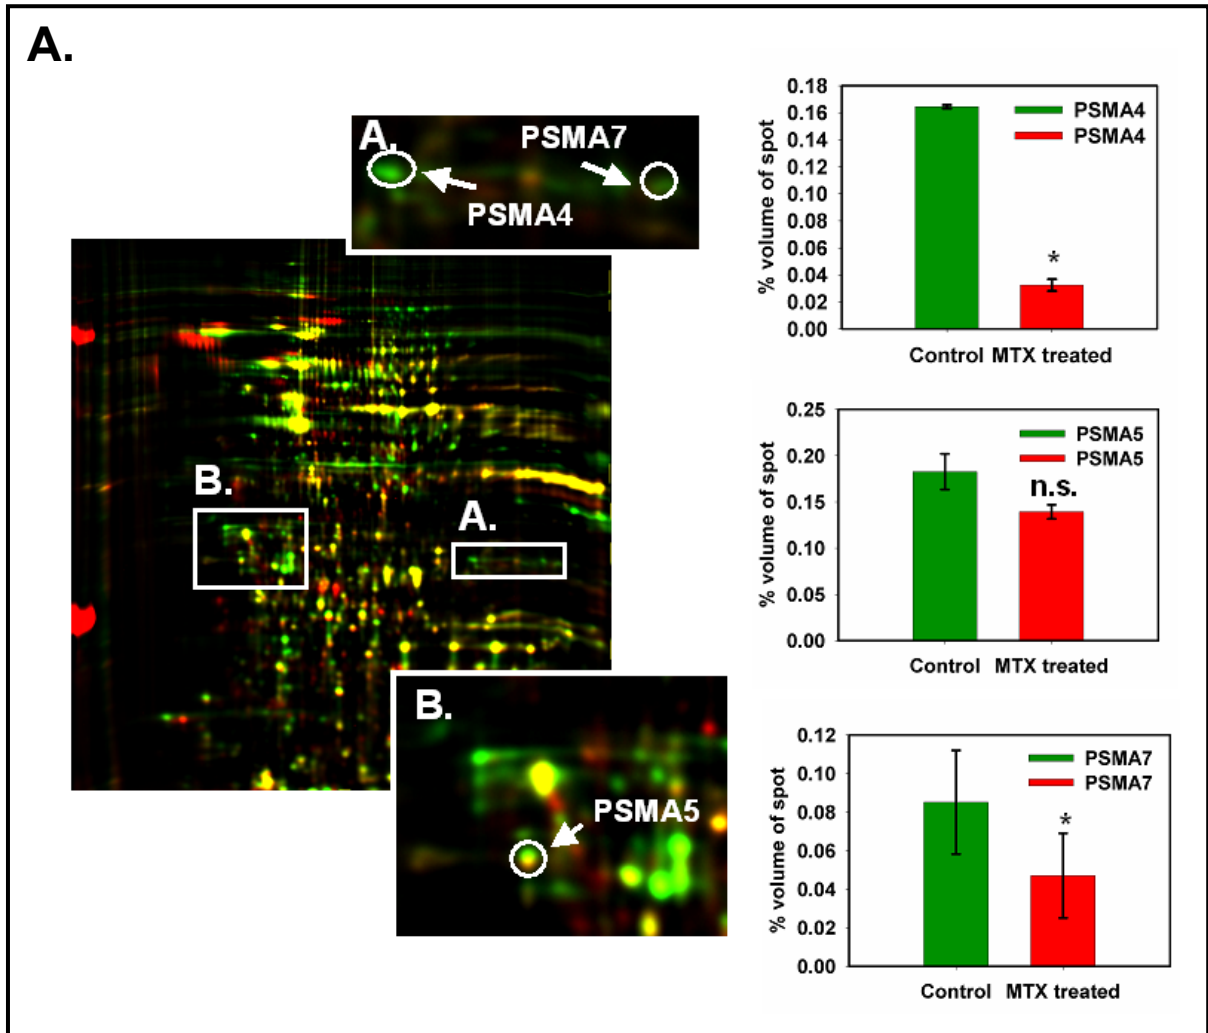 A.
A.
PSMA7
PSMA4
B.
A.
B.
PSMA5
0.18
0.16
0.14
0.12
0.10
0.08
0.06
0.04
0.02
0.00
% volume of spot
PSMA4
PSMA4
*
Control MTX treated
0.25
0.20
0.15
0.10
0.05
0.00
% volume of spot
PSMA5
PSMA5
n.s.
Control MTX treated
0.12
0.10
0.08
0.06
0.04
0.02
0.00
% volume of spot
PSMA7
PSMA7
*
Control MTX treated